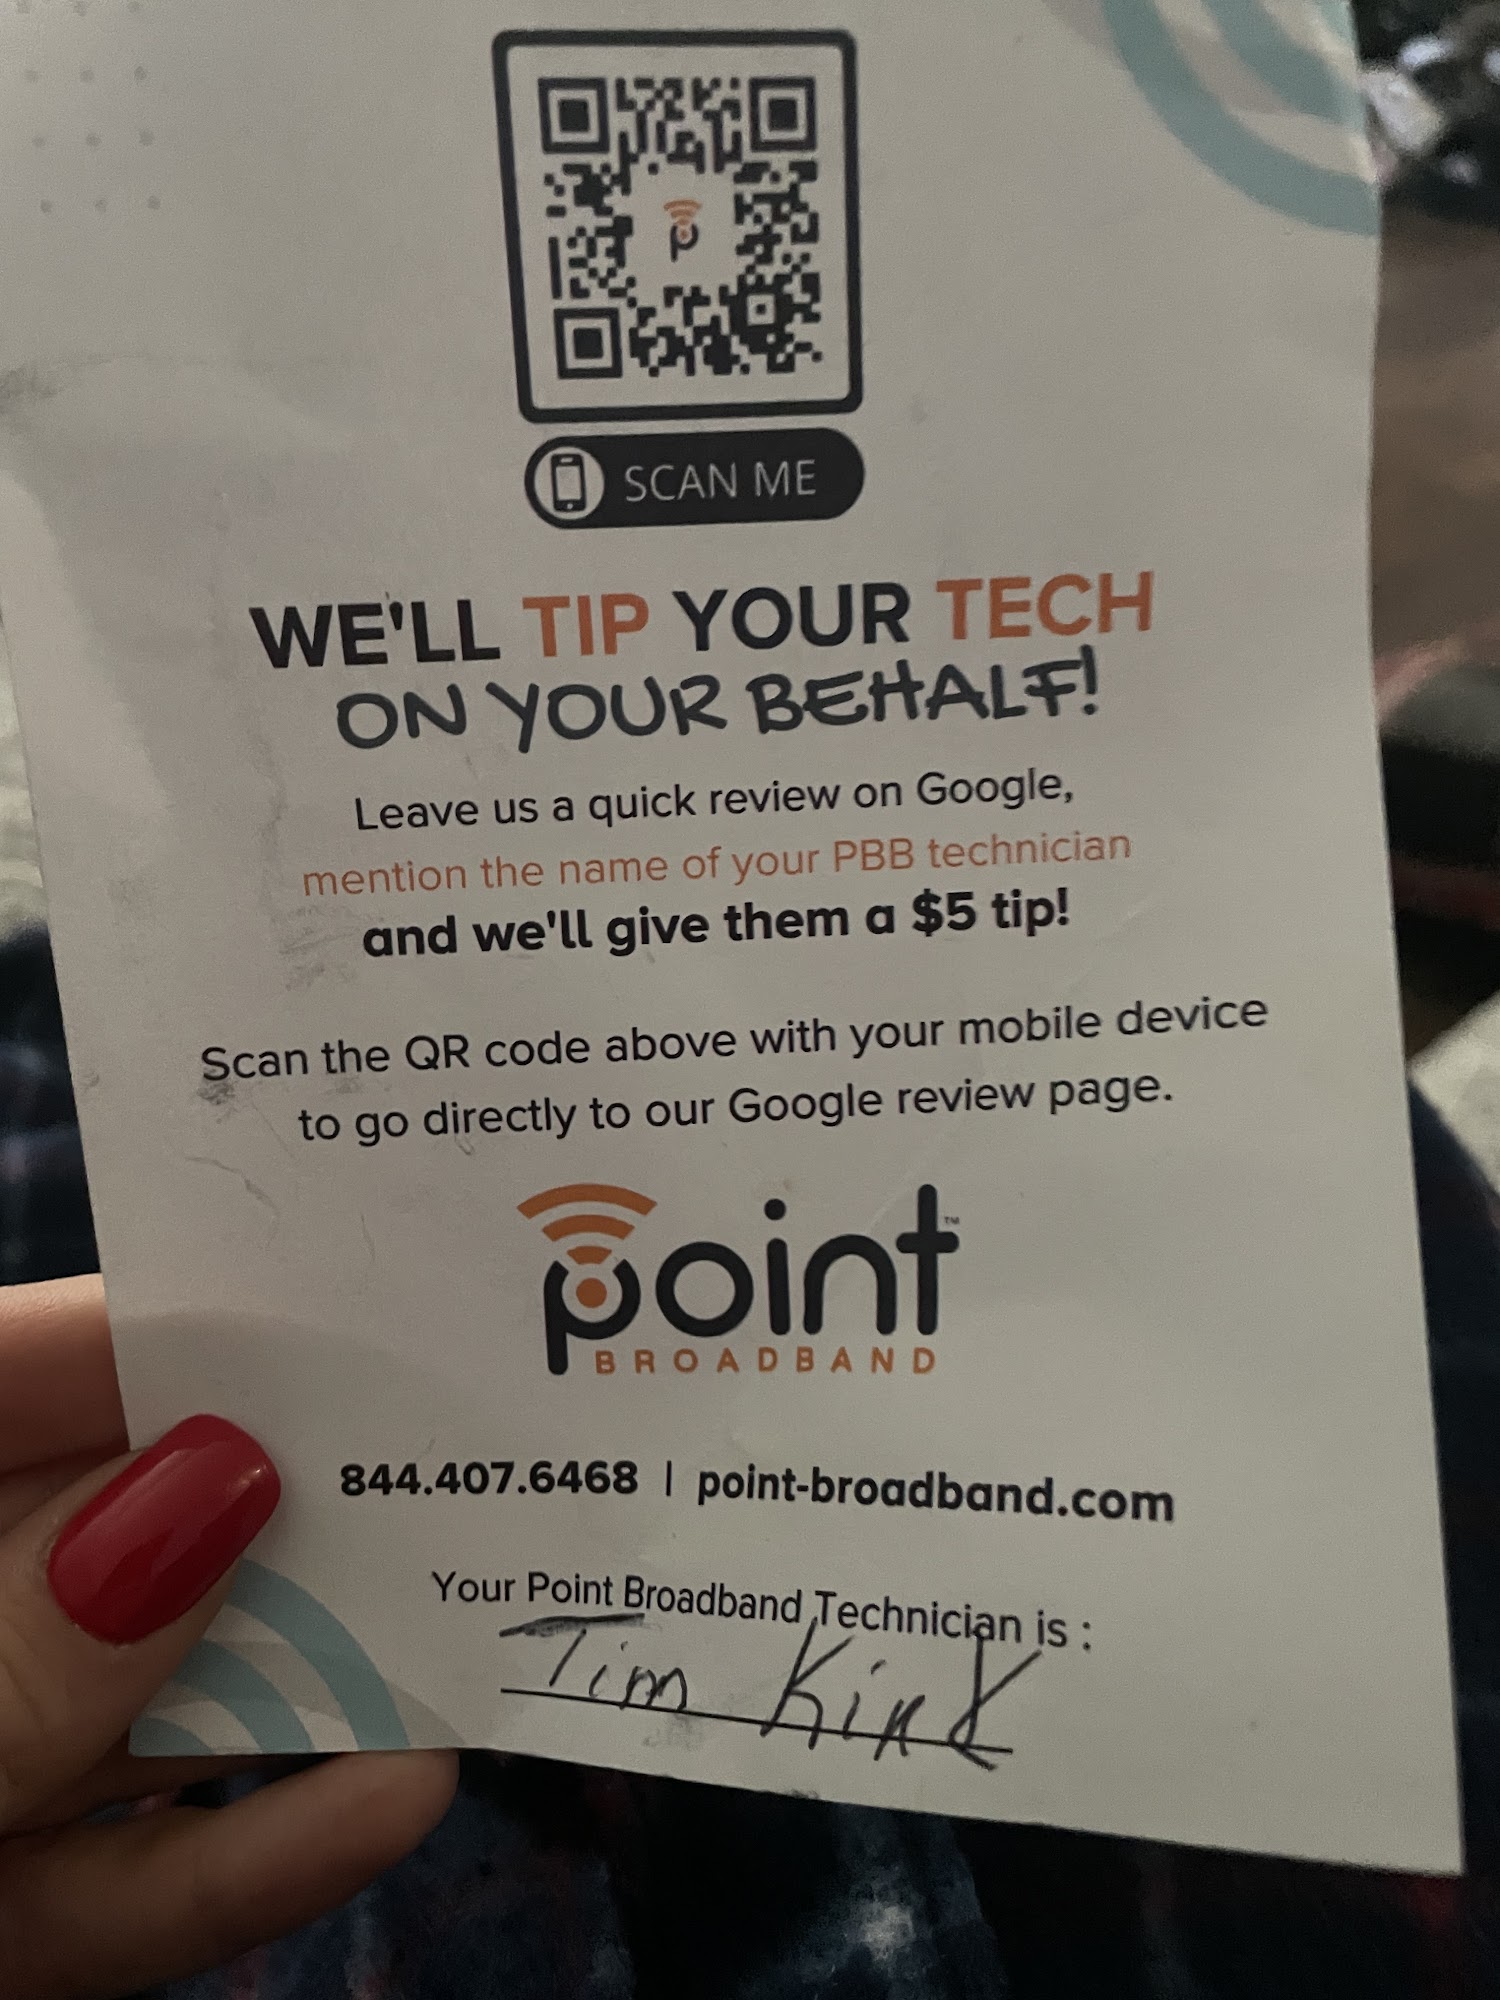 SCAN ME
WE'LL TIP YOUR TECH
ON YOUR BEHALF!
Leave us a quick review on Google,
mention the name of your PBB technician
and we'll give them a $5 tip!
Scan the QR code above with your mobile device
to go directly to our Google review page.
point™
BROADBAND
844.407.6468 | point-broadband.com
Your Point Broadband Technician is :
Tim